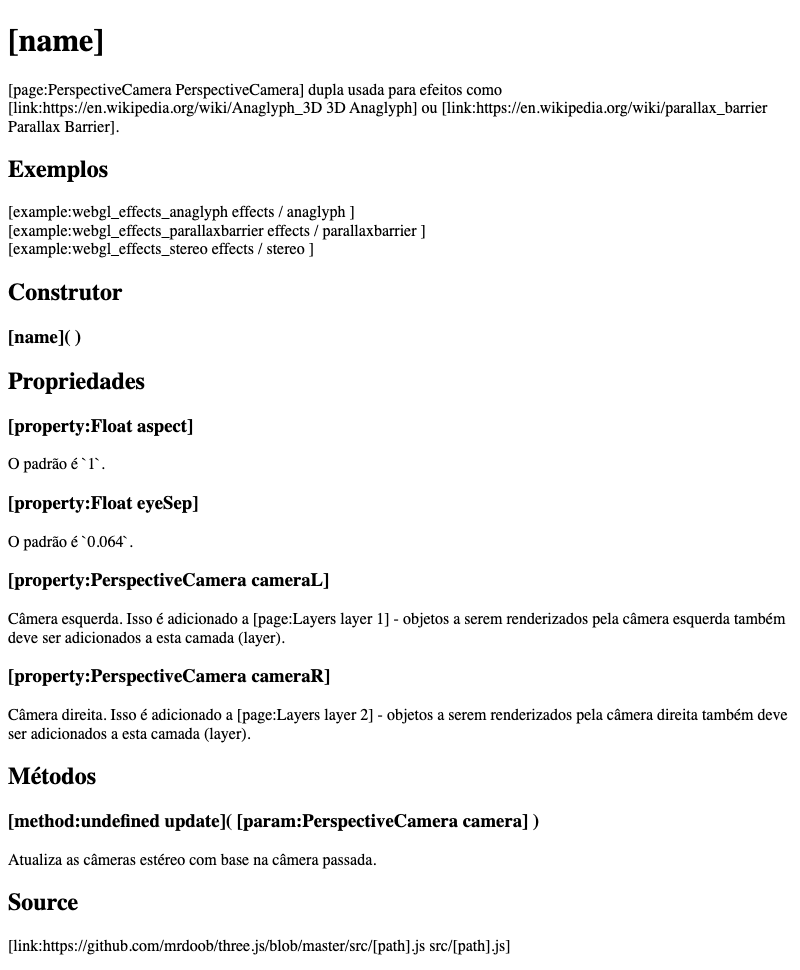 [name]
[page:PerspectiveCamera PerspectiveCamera] dupla usada para efeitos como
[link:https://en.wikipedia.org/wiki/Anaglyph_3D 3D Anaglyph] ou [link:https://en.wikipedia.org/wiki/parallax_barrier
Parallax Barrier].
Exemplos
[example:webgl_effects_anaglyph effects / anaglyph ]
[example:webgl_effects_parallaxbarrier effects / parallaxbarrier ]
[example:webgl_effects_stereo effects / stereo ]
Construtor
[name]( )
Propriedades
[property:Float aspect]
O padrão é `1`.
[property:Float eyeSep]
O padrão é `0.064`.
[property:PerspectiveCamera cameraL]
Câmera esquerda. Isso é adicionado a [page:Layers layer 1] - objetos a serem renderizados pela câmera esquerda também
deve ser adicionados a esta camada (layer).
[property:PerspectiveCamera cameraR]
Câmera direita. Isso é adicionado a [page:Layers layer 2] - objetos a serem renderizados pela câmera direita também deve
ser adicionados a esta camada (layer).
Métodos
[method:undefined update]( [param:PerspectiveCamera camera] )
Atualiza as câmeras estéreo com base na câmera passada.
Source
[link:https://github.com/mrdoob/three.js/blob/master/src/[path].js src/[path].js]